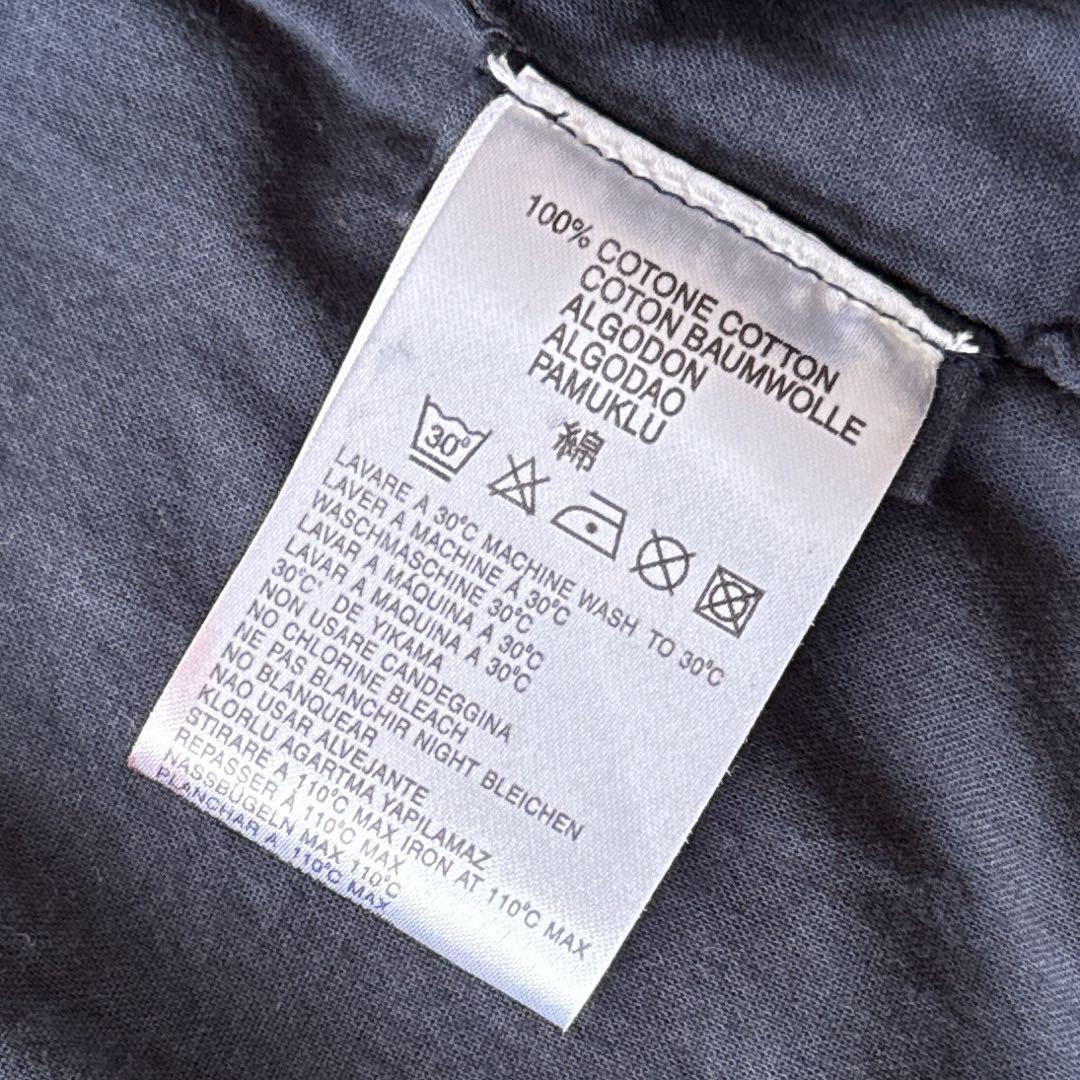 100% COTONE COTTON
COTON BAUMWOLLE
ALGODON
ALGODAO
PAMUKLU
綿
30°
LAVARE A 30°C MACHINE WASH TO 30°C
LAVER A MACHINE À 30°C
WASCHMASCHINE 30°C
LAVAR A MÁQUINA A 30°C
LAVAR A MAQUINA A 30°C
30°C' DE YIKAMA
NON USARE CANDEGGINA
NO CHLORINE BLEACH
NE PAS BLANCHIR NIGHT BLEICHEN
NO BLANQUEAR
NAO USAR ALVEJANTE
KLORLU AGARTMA YAPILAMAZ
STIRARE A 110°C MAX IRON AT 110°C MAX
REPASSER A 110°C MAX
NASSBÜGELN MAX 110°C
PLANCHAR A 110°C MAX